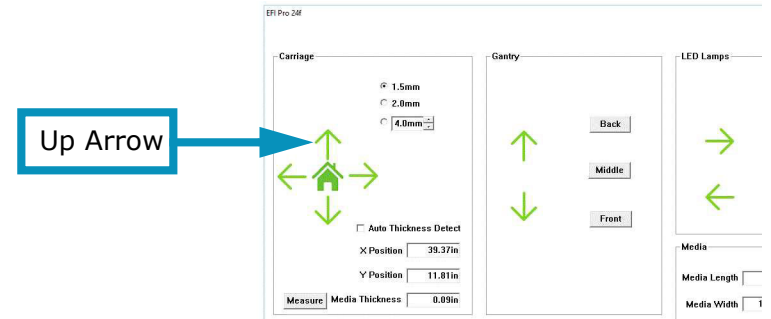 EFI Pro 24f
Carriage
1.5mm
2.0mm
4.0mm
Up Arrow
Auto Thickness Detect
X Position 39.37in
Y Position 11.81in
Measure Media Thickness 0.09in
Gantry
Back
Middle
Front
LED Lamps
Media
Media Length
Media Width 1